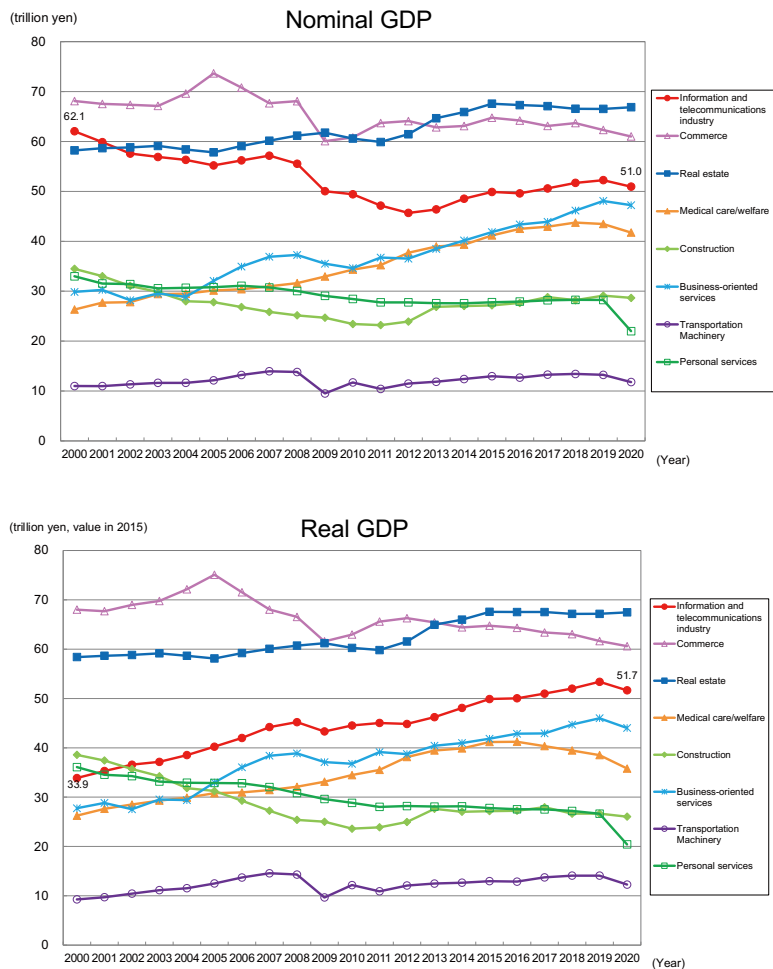 Nominal GDP
(trillion yen)
80
70
60
50
40
30
20
10
0
62.1
51.0
2000 2001 2002 2003 2004 2005 2006 2007 2008 2009 2010 2011 2012 2013 2014 2015 2016 2017 2018 2019 2020
(Year)
Information and
telecommunications
industry
Commerce
Real estate
Medical care/welfare
Construction
Business-oriented
services
Transportation
Machinery
Personal services
Real GDP
(trillion yen, value in 2015)
80
70
60
50
40
30
20
10
0
33.9
51.7
2000 2001 2002 2003 2004 2005 2006 2007 2008 2009 2010 2011 2012 2013 2014 2015 2016 2017 2018 2019 2020
(Year)
Information and
telecommunications
industry
Commerce
Real estate
Medical care/welfare
Construction
Business-oriented
services
Transportation
Machinery
Personal services